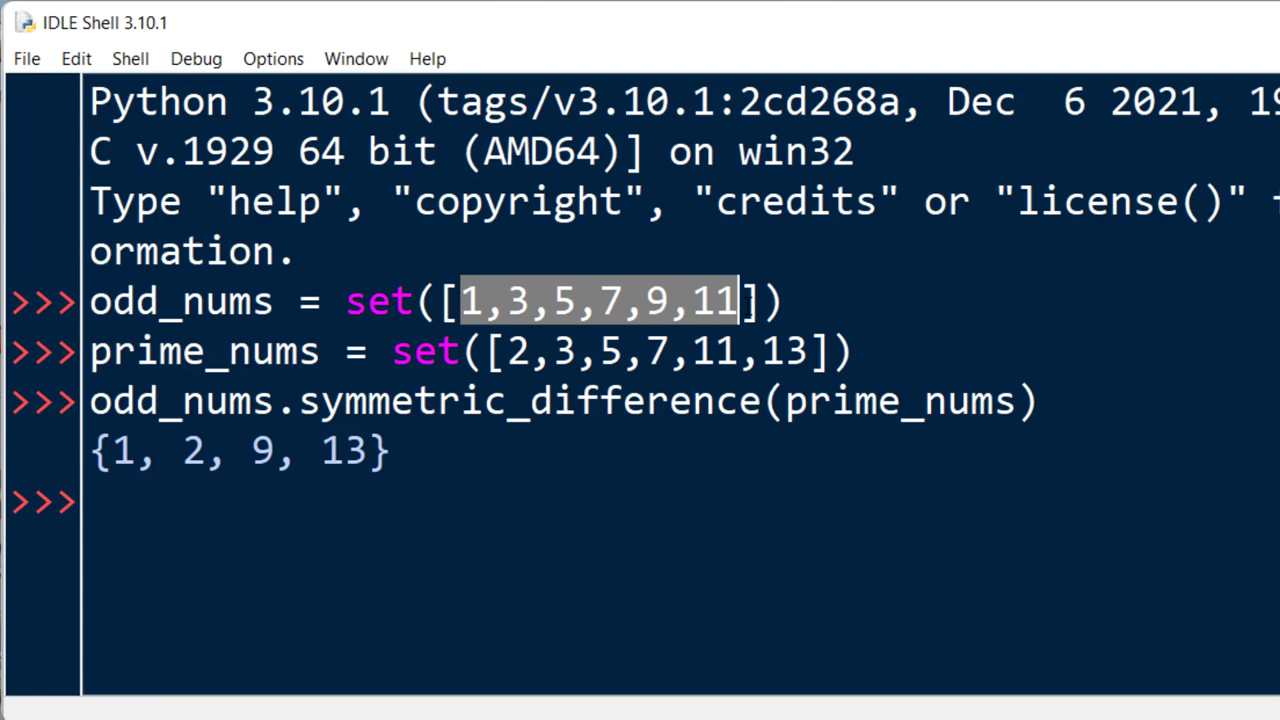 IDLE Shell 3.10.1
File Edit Shell Debug Options Window Help
Python 3.10.1 (tags/v3.10.1:2cd268a, Dec  6 2021, 19
C v.1929 64 bit (AMD64)] on win32
Type "help", "copyright", "credits" or "license()"
ormation.
>>> odd_nums = set([1,3,5,7,9,11])
>>> prime_nums = set([2,3,5,7,11,13])
>>> odd_nums.symmetric_difference(prime_nums)
{1, 2, 9, 13}
>>>